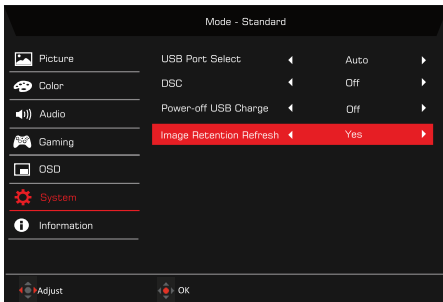 Mode - Standard
Picture
Color
Audio
Gaming
OSD
System
Information
USB Port Select Auto
DSC Off
Power-off USB Charge Off
Image Retention Refresh Yes
Adjust
OK